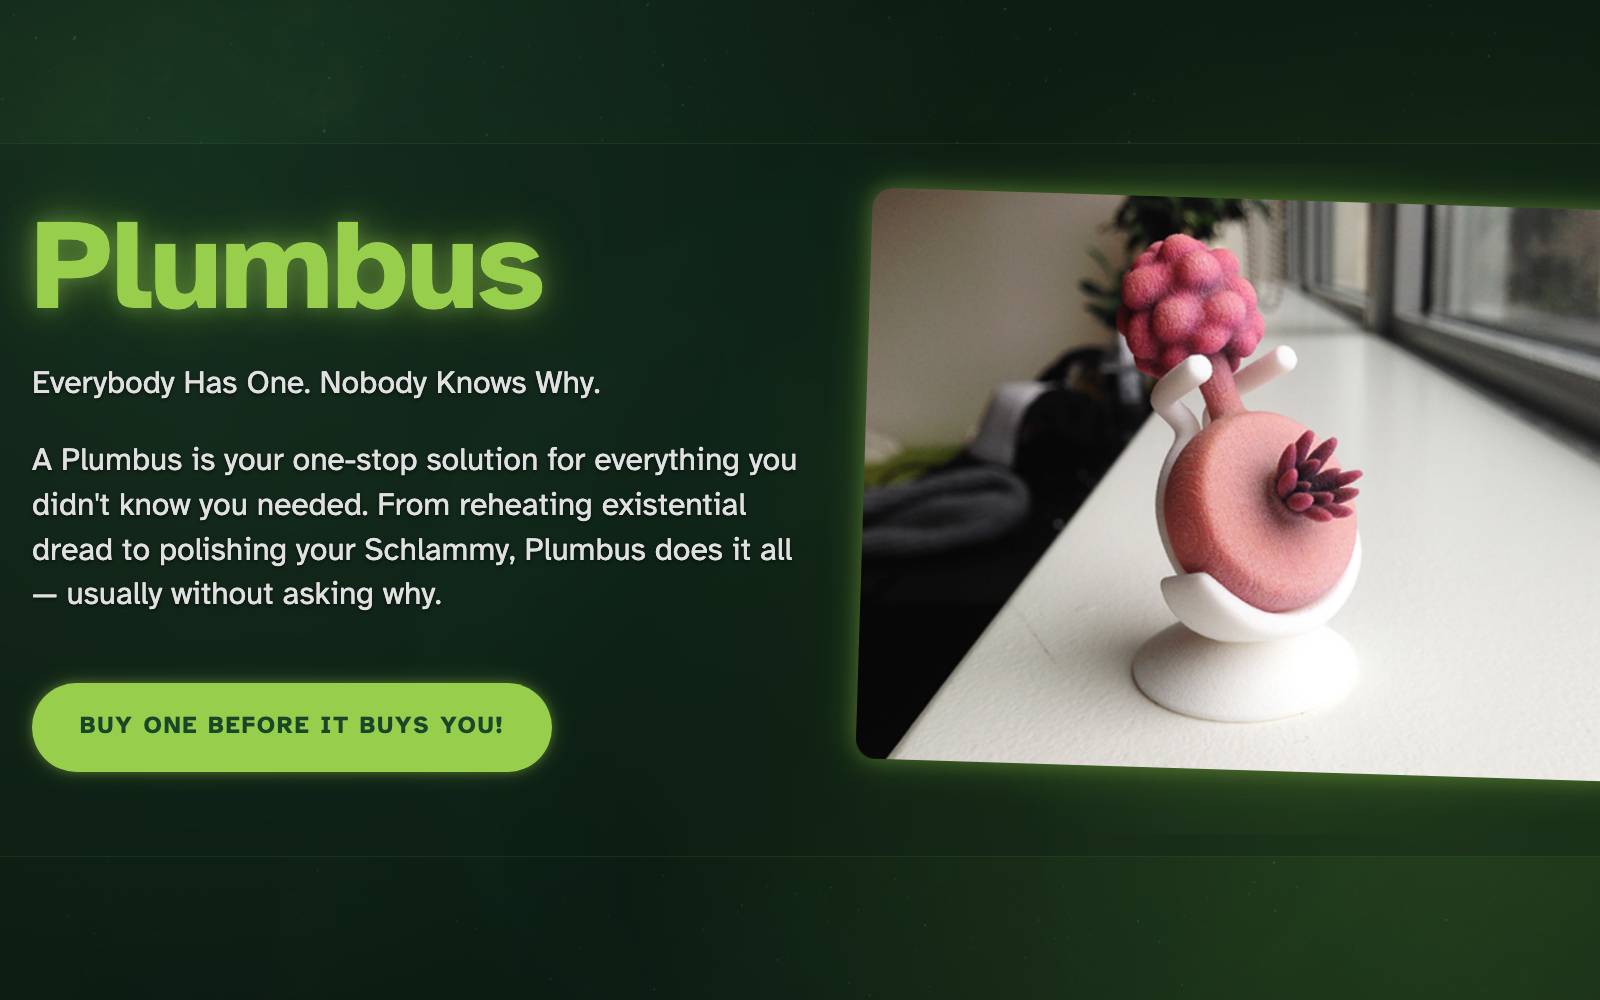 Plumbus
Everybody Has One. Nobody Knows Why.
A Plumbus is your one-stop solution for everything you
didn't know you needed. From reheating existential
dread to polishing your Schlammy, Plumbus does it all
— usually without asking why.
BUY ONE BEFORE IT BUYS YOU!